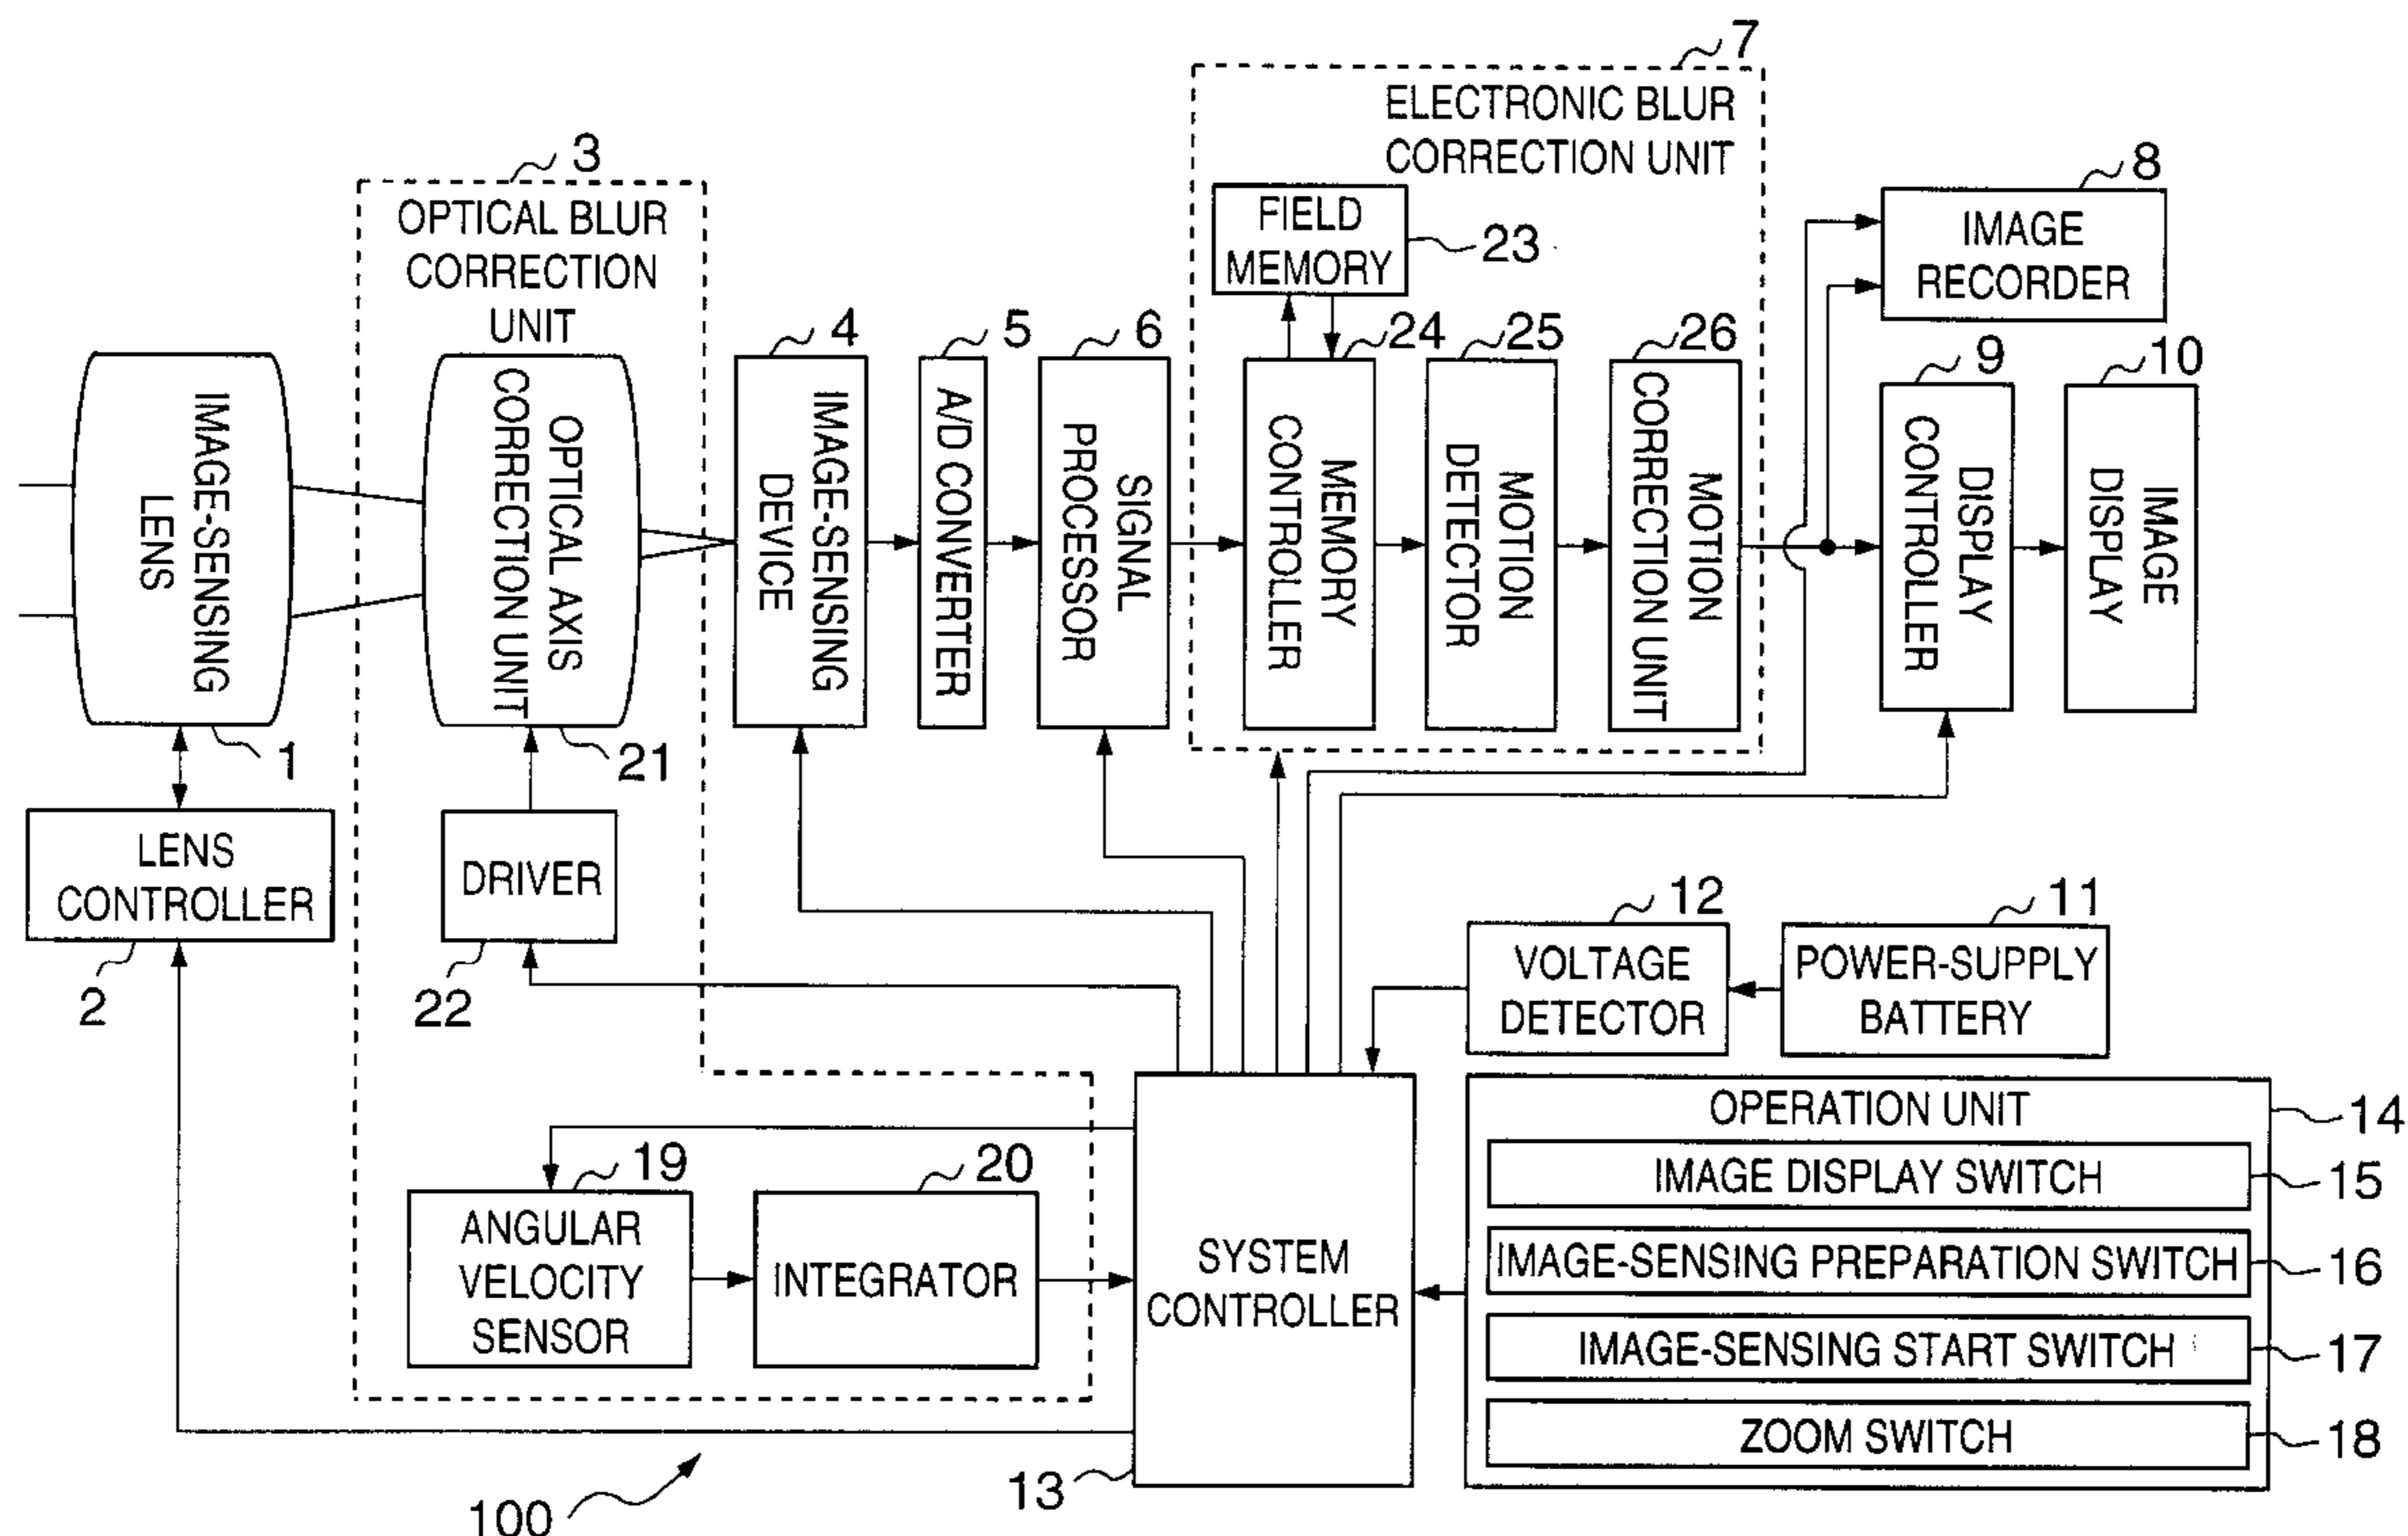 7
ELECTRONIC BLUR
CORRECTION UNIT
3
OPTICAL BLUR
CORRECTION
UNIT
8
IMAGE
RECORDER
FIELD
MEMORY
23
4
5
6
24
25
26
9
10
IMAGE-SENSING
LENS
OPTICAL AXIS
CORRECTION UNIT
IMAGE-SENSING
DEVICE
A/D CONVERTER
SIGNAL
PROCESSOR
MEMORY
CONTROLLER
MOTION
DETECTOR
MOTION
CORRECTION UNIT
DISPLAY
CONTROLLER
IMAGE
DISPLAY
1
21
LENS
CONTROLLER
2
DRIVER
22
12
VOLTAGE
DETECTOR
11
POWER-SUPPLY
BATTERY
19
ANGULAR
VELOCITY
SENSOR
20
INTEGRATOR
SYSTEM
CONTROLLER
13
OPERATION UNIT
14
IMAGE DISPLAY SWITCH
15
IMAGE-SENSING PREPARATION SWITCH
16
IMAGE-SENSING START SWITCH
17
ZOOM SWITCH
18
100